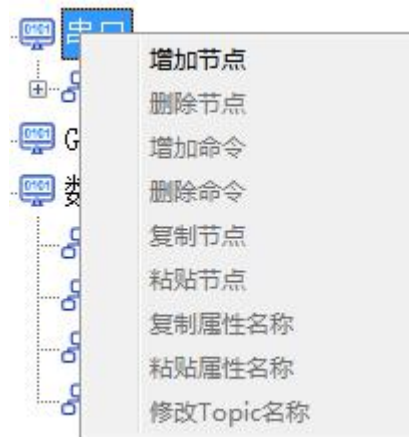 串口
增加节点
删除节点
G
增加命令
数
删除命令
复制节点
粘贴节点
复制属性名称
粘贴属性名称
修改Topic名称